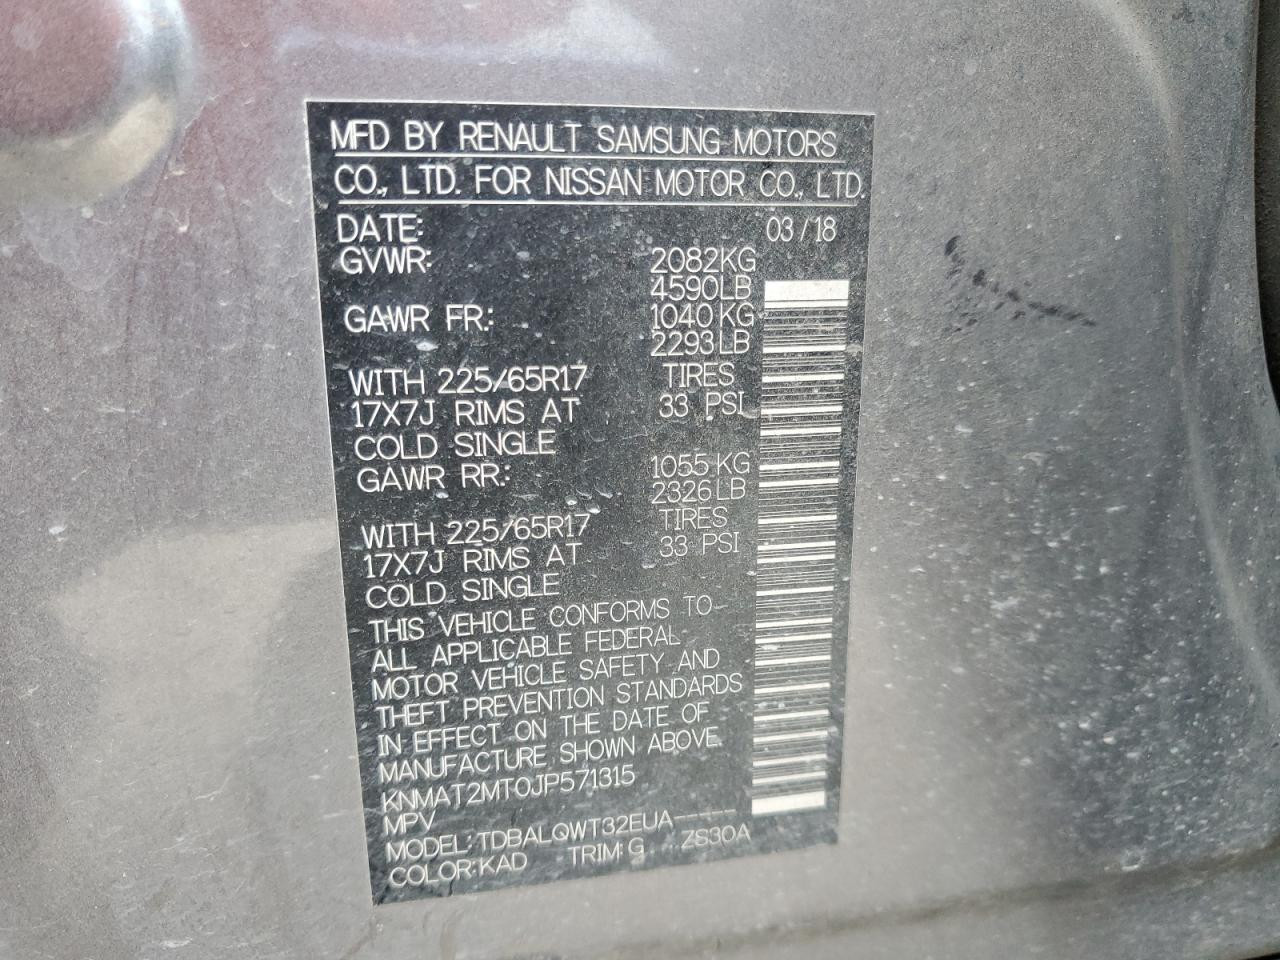 MFD BY RENAULT SAMSUNG MOTORS
CO., LTD. FOR NISSAN MOTOR CO., LTD.
DATE: 03/18
GVWR: 2082KG
4590LB
GAWR FR.: 1040KG
2293LB
WITH 225/65R17 TIRES
17X7J RIMS AT 33 PSI
COLD SINGLE
GAWR RR.: 1055KG
2326LB
WITH 225/65R17 TIRES
17X7J RIMS AT 33 PSI
COLD SINGLE
THIS VEHICLE CONFORMS TO
ALL APPLICABLE FEDERAL
MOTOR VEHICLE SAFETY AND
THEFT PREVENTION STANDARDS
IN EFFECT ON THE DATE OF
MANUFACTURE SHOWN ABOVE.
KNMAT2MT0JP571315
MPV
MODEL: TDBALQWT32EUA-----
COLOR:KAD TRIM:G ZS30A